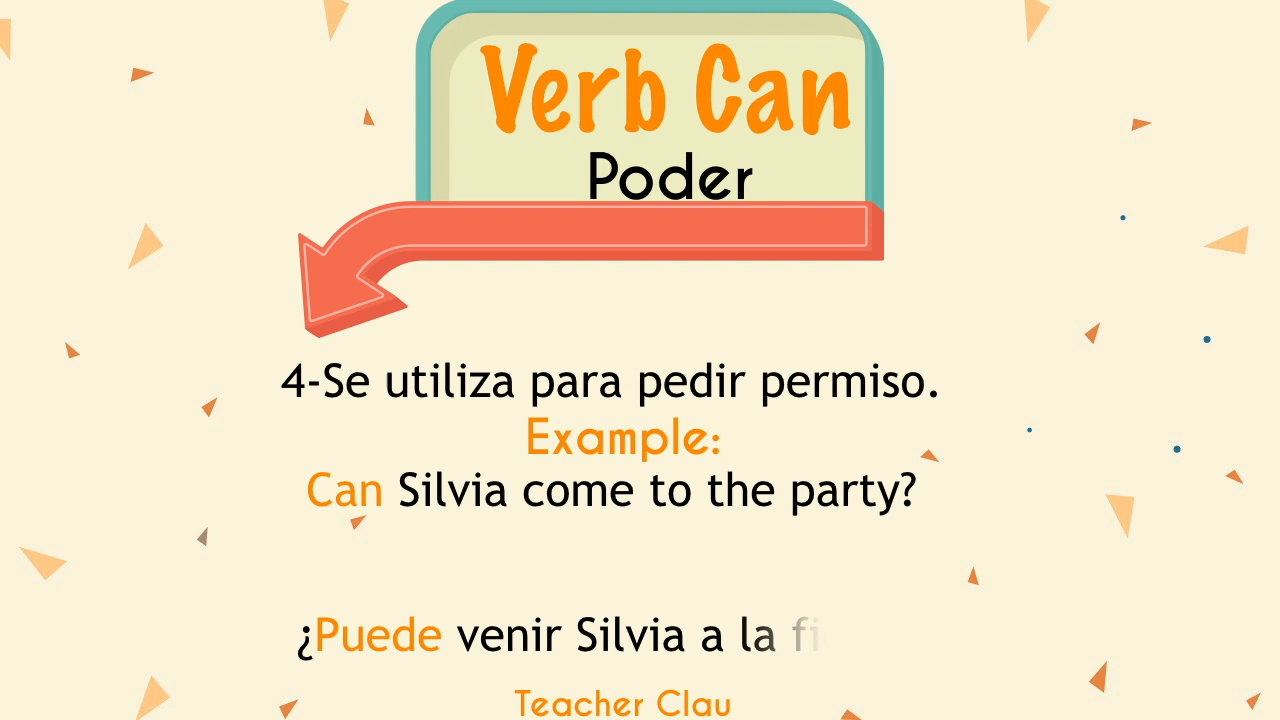 Verb Can
Poder
4-Se utiliza para pedir permiso.
Example:
Can Silvia come to the party?
¿Puede venir Silvia a la
Teacher Clau